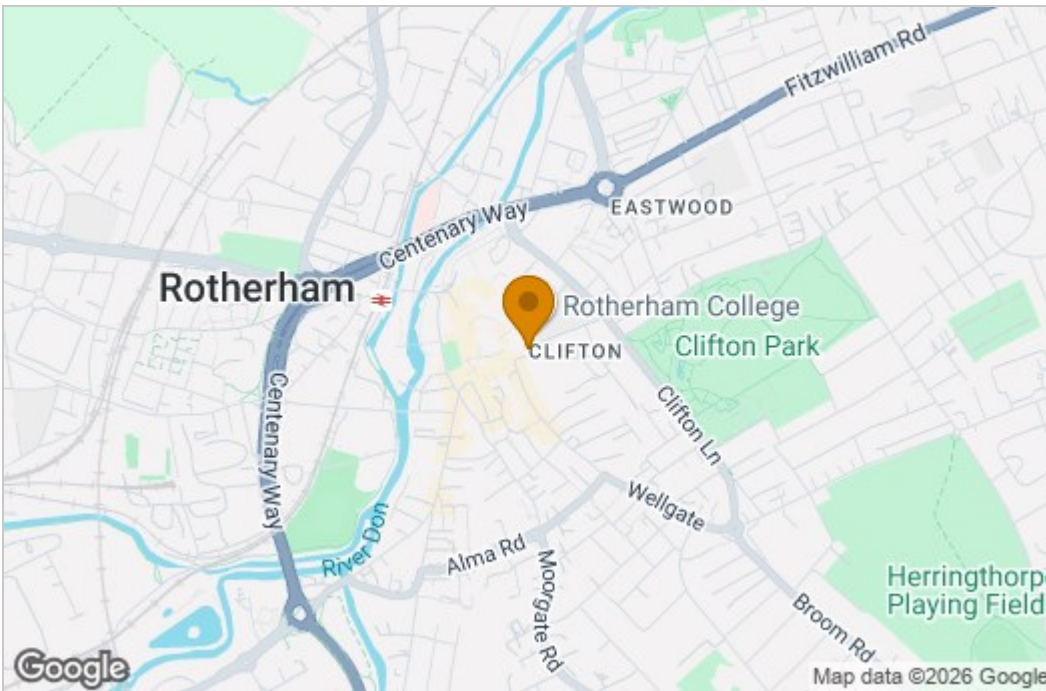 Fitzwilliam Rd
EASTWOOD
Centenary Way
Rotherham
Rotherham College
CLIFTON
Clifton Park
Centenary Way
Clifton Ln
Wellgate
River Don
Alma Rd
Moorgate Rd
Herringthorpe
Playing Field
Broom Rd
Google
Map data ©2026 Google